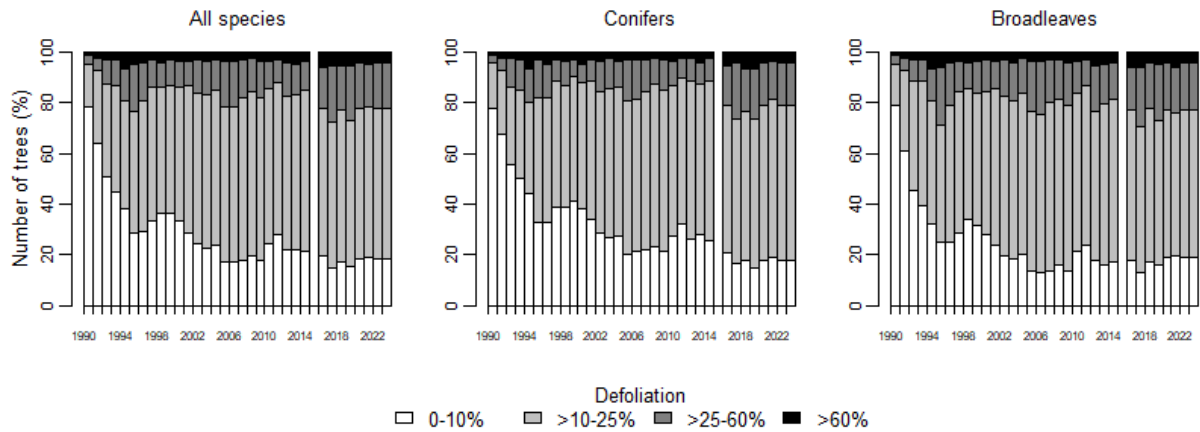 All species
Conifers
Broadleaves
Number of trees (%)
0 20 40 60 80 100
0 20 40 60 80 100
0 20 40 60 80 100
1990 1994 1998 2002 2006 2010 2014 2018 2022
1990 1994 1998 2002 2006 2010 2014 2018 2022
1990 1994 1998 2002 2006 2010 2014 2018 2022
Defoliation
0-10% >10-25% >25-60% >60%